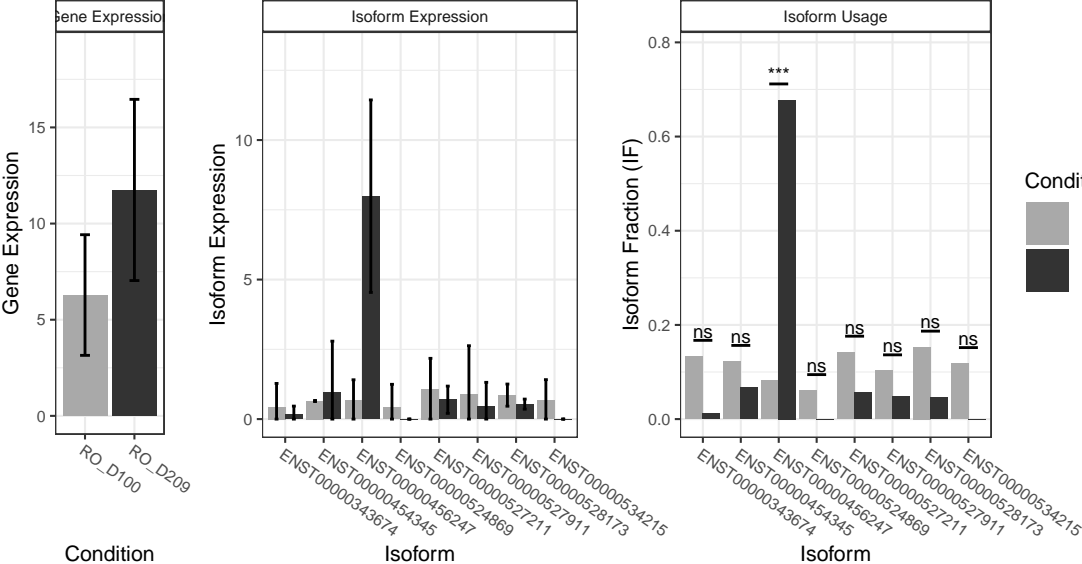 Gene Expression
Isoform Expression
Isoform Usage
Gene Expression
15
10
5
0
RO_D100
RO_D209
Condition
Isoform Expression
10
5
0
ENST00000343674
ENST00000454345
ENST00000456247
ENST00000524869
ENST00000527211
ENST00000527911
ENST00000528173
ENST00000534215
Isoform
Isoform Fraction (IF)
0.8
0.6
0.4
0.2
0.0
ns
ns
***
ns
ns
ns
ns
ns
ENST00000343674
ENST00000454345
ENST00000456247
ENST00000524869
ENST00000527211
ENST00000527911
ENST00000528173
ENST00000534215
Isoform
Condit